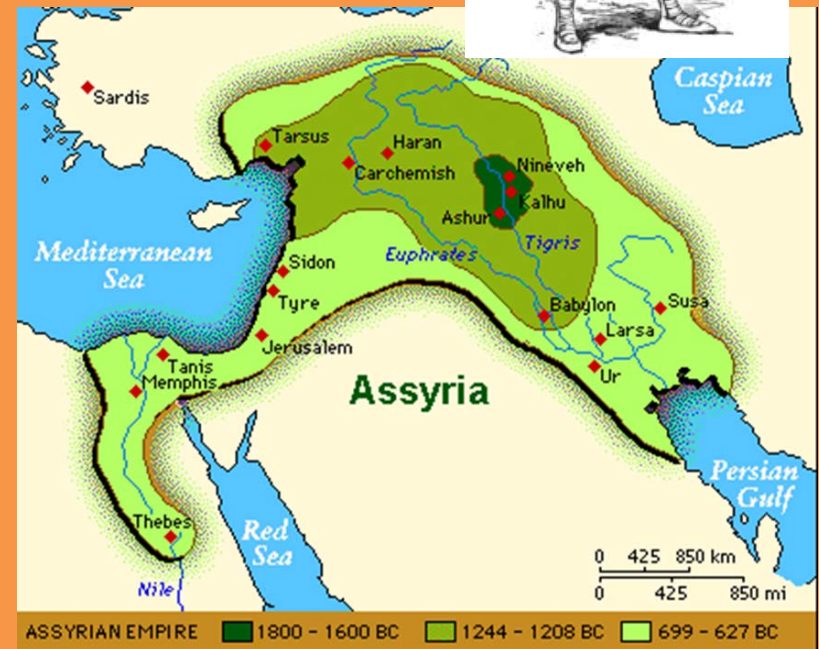 Caspian
Sea
Sardis
Tarsus
Haran
Carchemish
Nineveh
Kalhu
Ashur
Mediterranean
Sea
Sidon
Euphrates
Tigris
Tyre
Babylon
Susa
Larsa
Jerusalem
Tanis
Memphis
Ur
Assyria
Persian
Gulf
Thebes
Red
Sea
Nile
0 425 850 km
0 425 850 mi
ASSYRIAN EMPIRE 1800 - 1600 BC 1244 - 1208 BC 699 - 627 BC